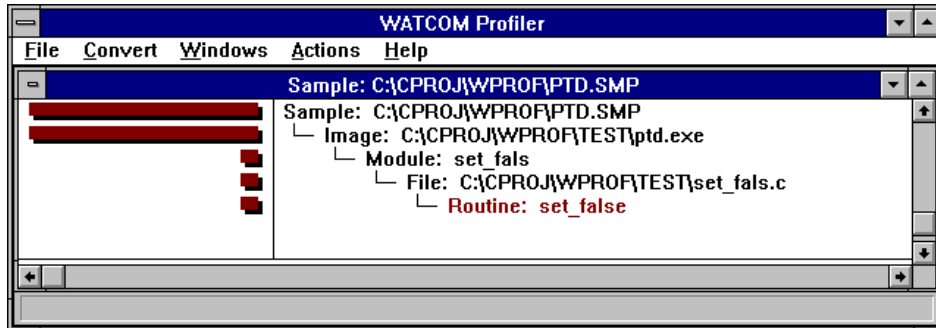 WATCOM Profiler
File Convert Windows Actions Help
Sample: C:\CPROJ\WPROF\PTD.SMP
Sample: C:\CPROJ\WPROF\PTD.SMP
Image: C:\CPROJ\WPROF\TEST\ptd.exe
Module: set_fals
File: C:\CPROJ\WPROF\TEST\set_fals.c
Routine: set_false